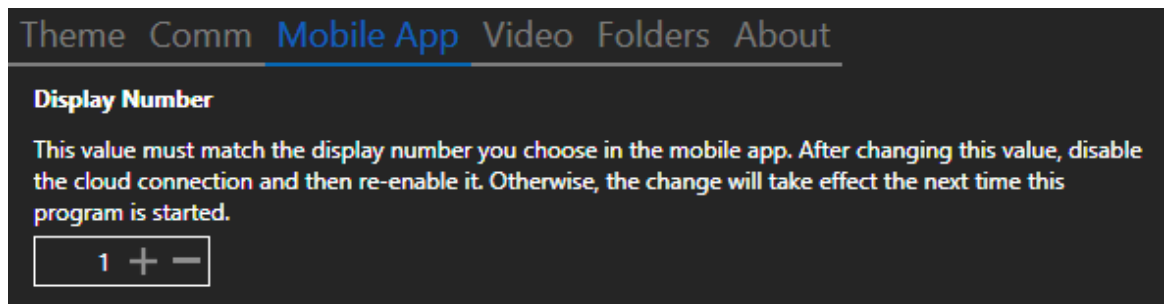 Theme Comm Mobile App Video Folders About
Display Number
This value must match the display number you choose in the mobile app. After changing this value, disable
the cloud connection and then re-enable it. Otherwise, the change will take effect the next time this
program is started.
1 + −